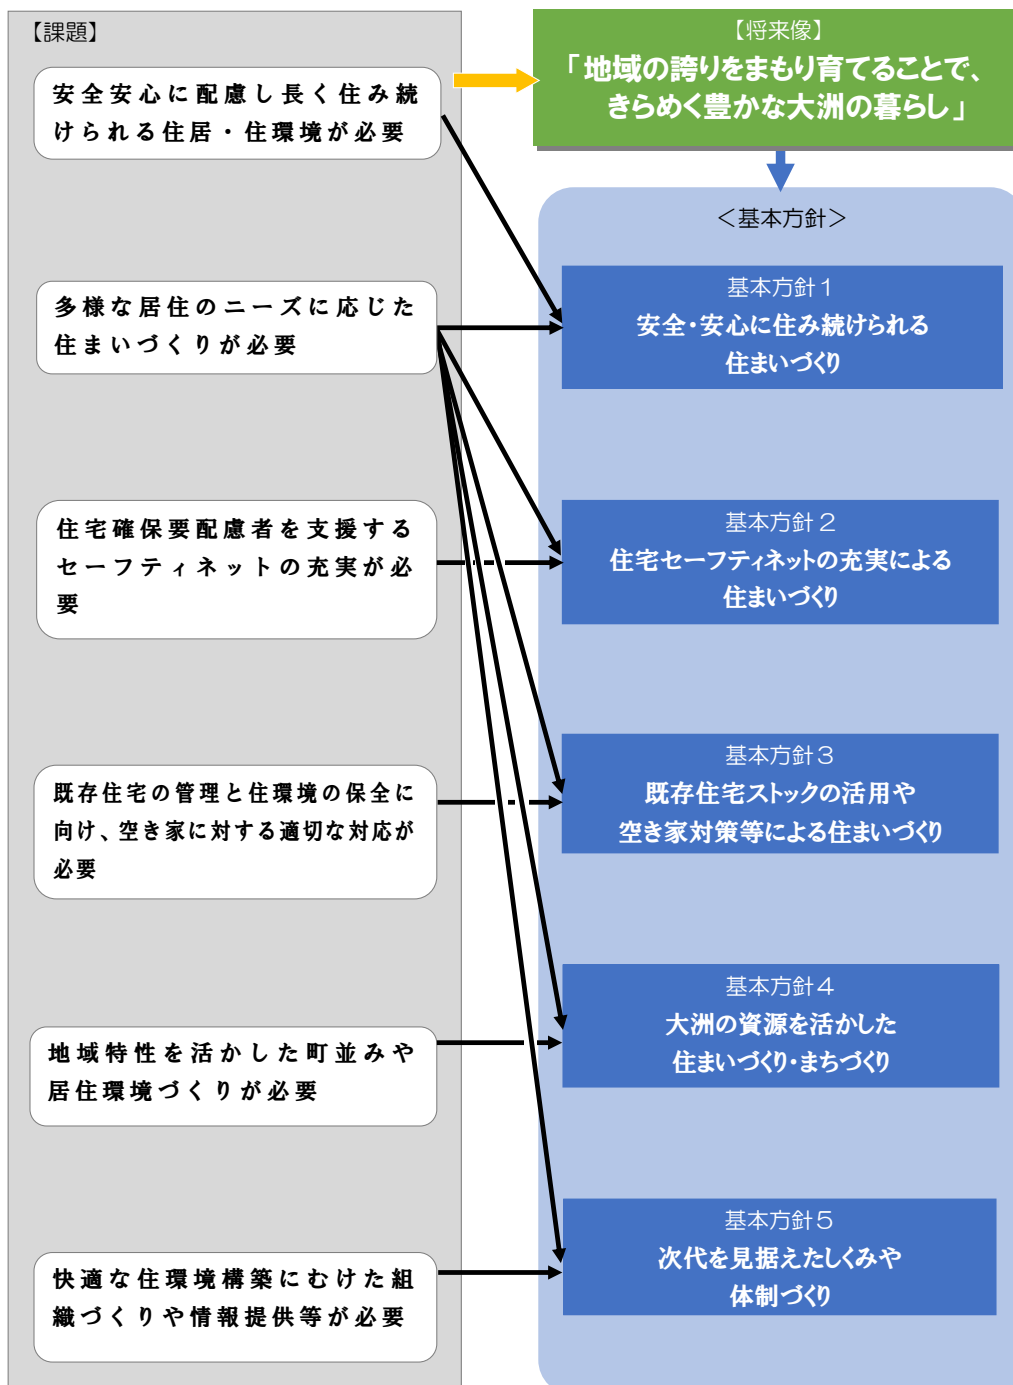 【課題】
安全安心に配慮し長く住み続
けられる住居・住環境が必要
多様な居住のニーズに応じた
住まいづくりが必要
住宅確保要配慮者を支援する
セーフティネットの充実が必
要
既存住宅の管理と住環境の保全に
向け、空き家に対する適切な対応が
必要
地域特性を活かした町並みや
居住環境づくりが必要
快適な住環境構築にむけた組
織づくりや情報提供等が必要
【将来像】
「地域の誇りをまもり育てることで、
きらめく豊かな大洲の暮らし」
＜基本方針＞
基本方針１
安全・安心に住み続けられる
住まいづくり
基本方針２
住宅セーフティネットの充実による
住まいづくり
基本方針３
既存住宅ストックの活用や
空き家対策等による住まいづくり
基本方針４
大洲の資源を活かした
住まいづくり・まちづくり
基本方針５
次代を見据えたしくみや
体制づくり